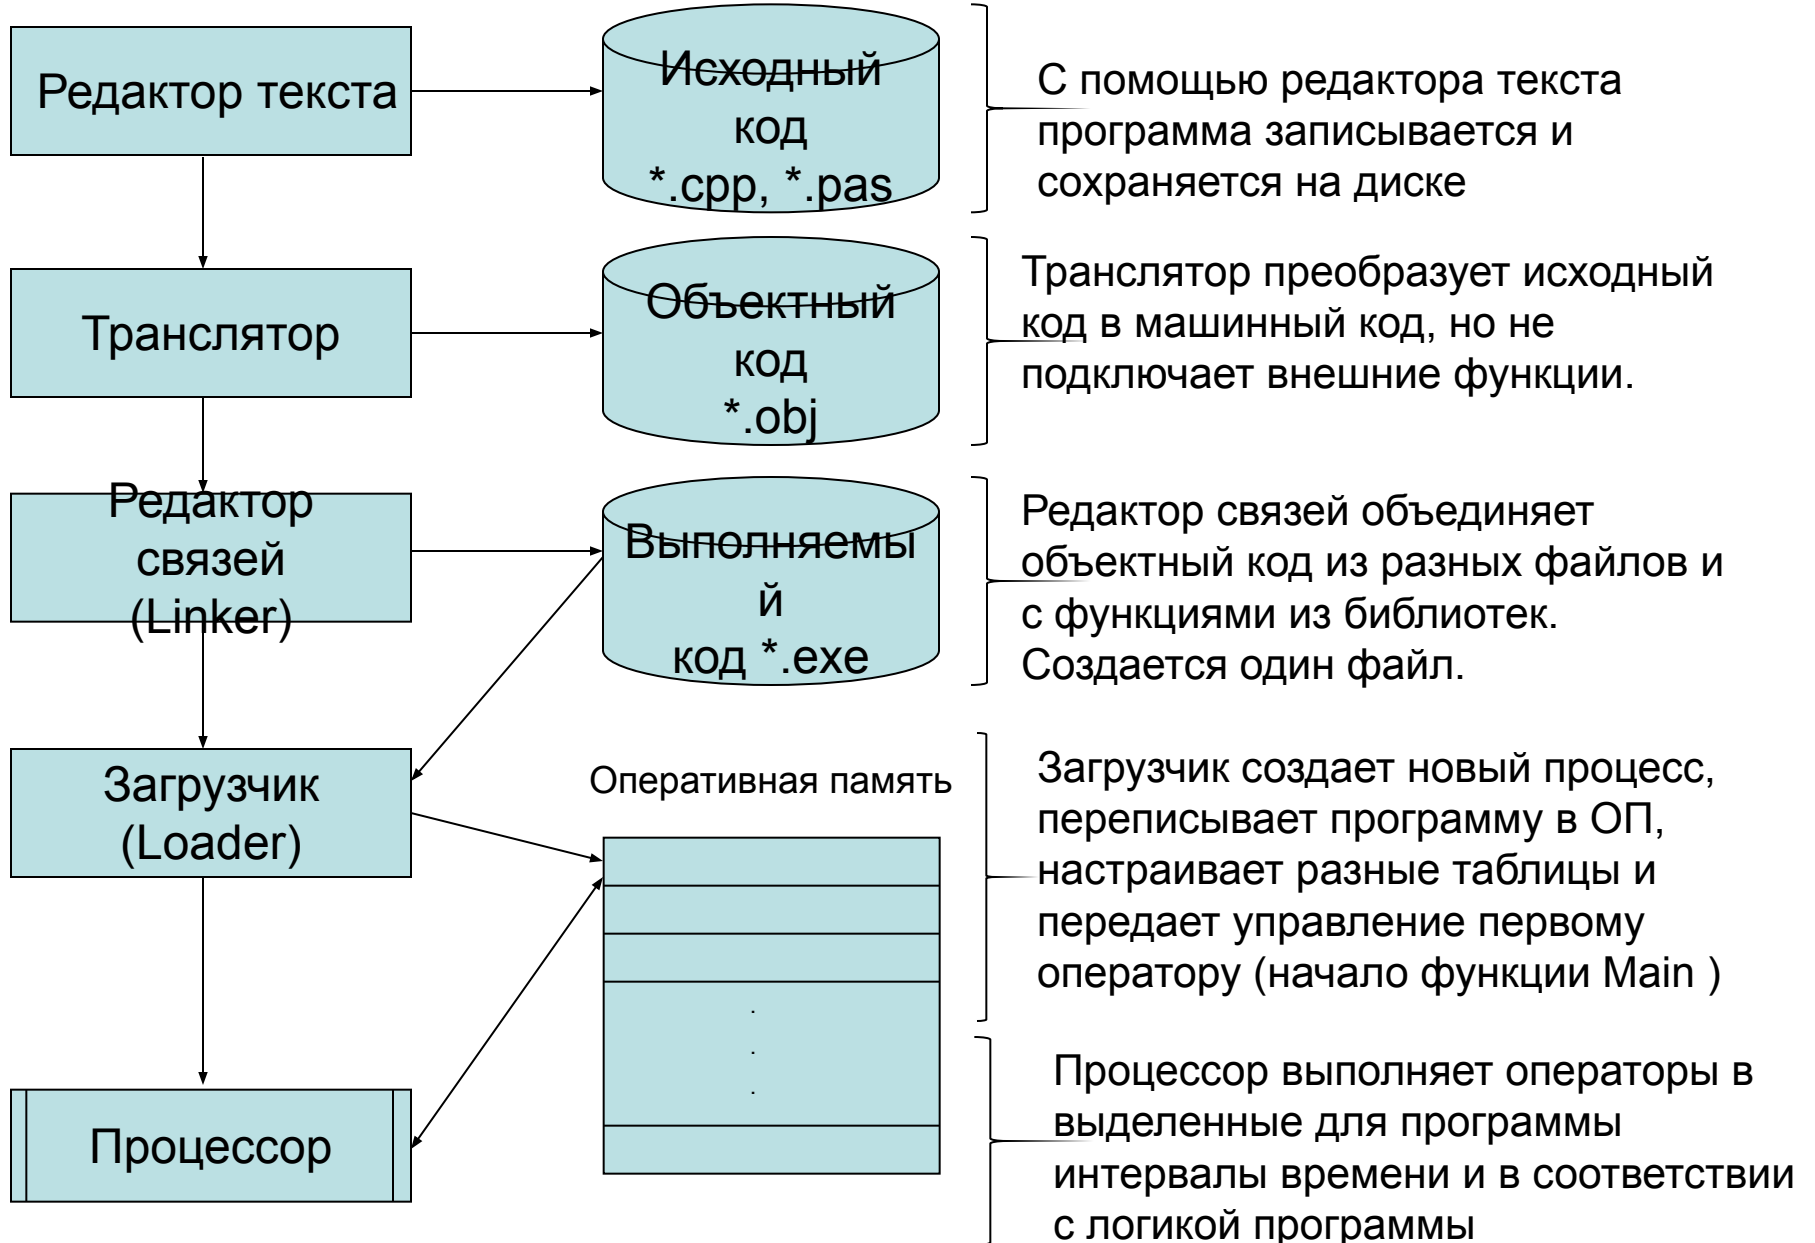 Редактор текста
Исходный
код
*.cpp, *.pas
С помощью редактора текста
программа записывается и
сохраняется на диске
Транслятор
Объектный
код
*.obj
Транслятор преобразует исходный
код в машинный код, но не
подключает внешние функции.
Редактор
связей
(Linker)
Выполняемы
й
код *.exe
Редактор связей объединяет
объектный код из разных файлов и
с функциями из библиотек.
Создается один файл.
Загрузчик
(Loader)
Оперативная память
.
.
.
Загрузчик создает новый процесс,
переписывает программу в ОП,
настраивает разные таблицы и
передает управление первому
оператору (начало функции Main )
Процессор
Процессор выполняет операторы в
выделенные для программы
интервалы времени и в соответствии
с логикой программы